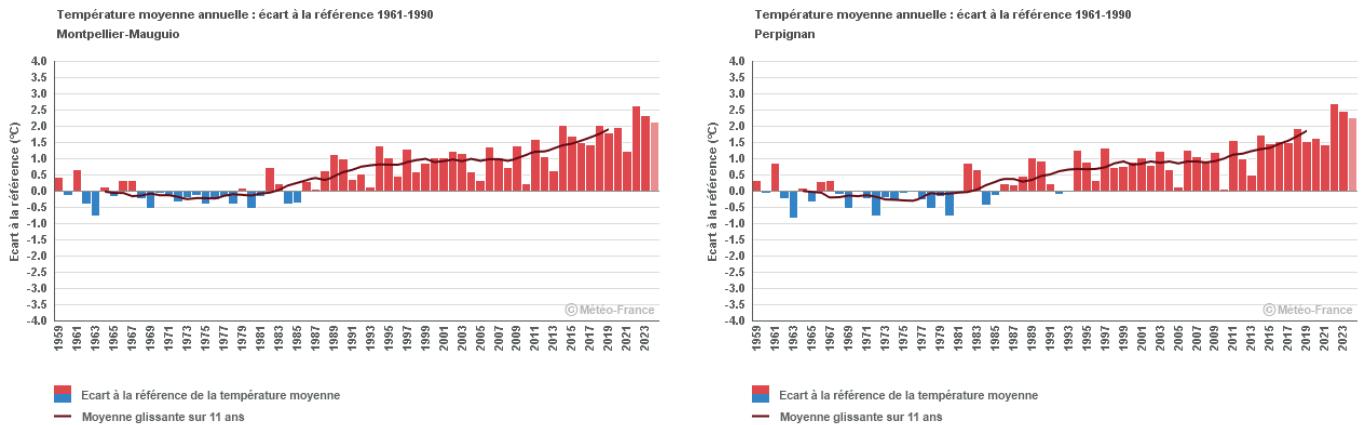 Température moyenne annuelle : écart à la référence 1961-1990
Montpellier-Mauguio
Ecart à la référence (°C)
4.0
3.5
3.0
2.5
2.0
1.5
1.0
0.5
0.0
-0.5
-1.0
-1.5
-2.0
-2.5
-3.0
-3.5
-4.0
© Météo-France
1959 1961 1963 1965 1967 1969 1971 1973 1975 1977 1979 1981 1983 1985 1987 1989 1991 1993 1995 1997 1999 2001 2003 2005 2007 2009 2011 2013 2015 2017 2019 2021 2023
Ecart à la référence de la température moyenne
Moyenne glissante sur 11 ans
Température moyenne annuelle : écart à la référence 1961-1990
Perpignan
Ecart à la référence (°C)
4.0
3.5
3.0
2.5
2.0
1.5
1.0
0.5
0.0
-0.5
-1.0
-1.5
-2.0
-2.5
-3.0
-3.5
-4.0
© Météo-France
1959 1961 1963 1965 1967 1969 1971 1973 1975 1977 1979 1981 1983 1985 1987 1989 1991 1993 1995 1997 1999 2001 2003 2005 2007 2009 2011 2013 2015 2017 2019 2021 2023
Ecart à la référence de la température moyenne
Moyenne glissante sur 11 ans